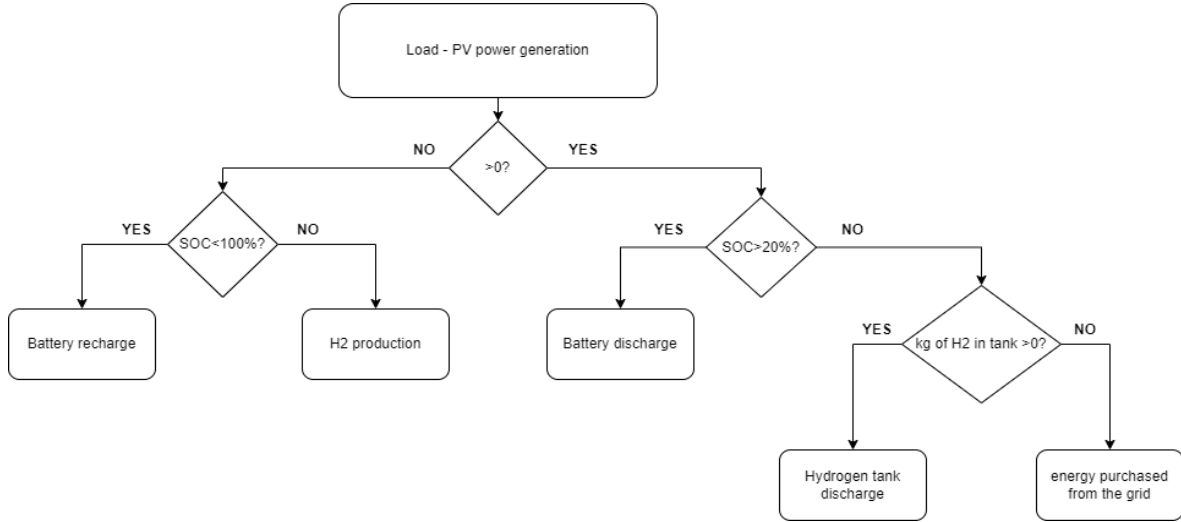 Load - PV power generation
NO
>0?
YES
YES
SOC<100%?
NO
YES
SOC>20%?
NO
Battery recharge
H2 production
Battery discharge
YES
kg of H2 in tank >0?
NO
Hydrogen tank
discharge
energy purchased
from the grid